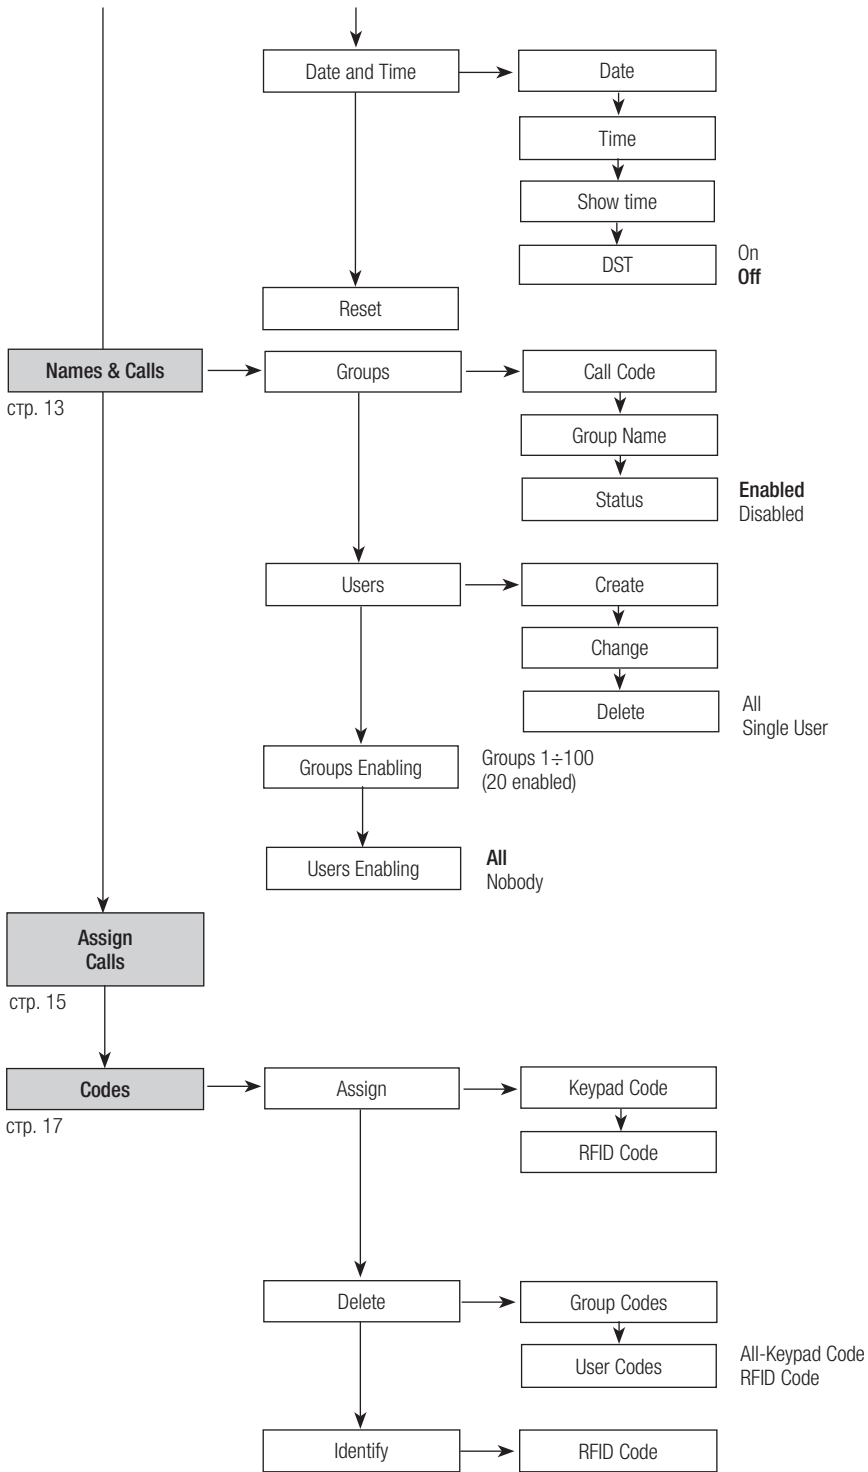 Date and Time
Date
Time
Show time
DST
On
Off
Reset
Names & Calls
стр. 13
Groups
Call Code
Group Name
Status
Enabled
Disabled
Users
Create
Change
Delete
All
Single User
Groups Enabling
Groups 1÷100
(20 enabled)
Users Enabling
All
Nobody
Assign
Calls
стр. 15
Codes
стр. 17
Assign
Keypad Code
RFID Code
Delete
Group Codes
User Codes
All-Keypad Code
RFID Code
Identify
RFID Code